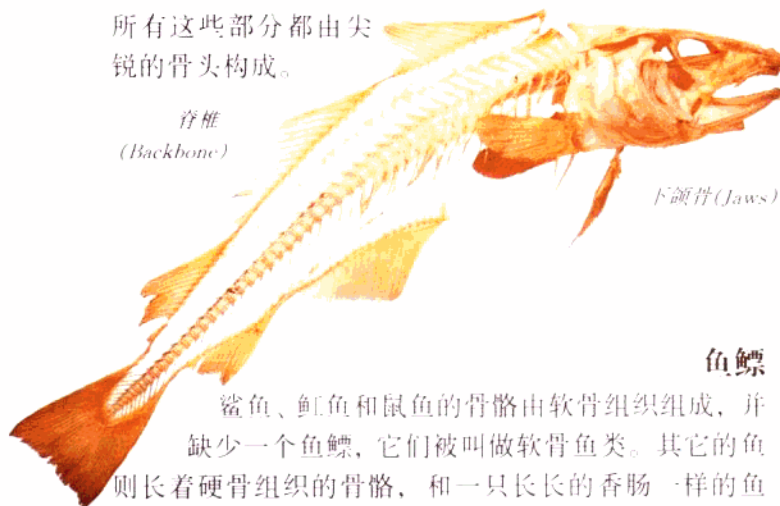 所有这些部分都由尖
锐的骨头构成。
脊椎
(Backbone)
下颌骨(Jaws)
鱼鳔
鲨鱼、魟鱼和鼠鱼的骨骼由软骨组织组成，并
缺少一个鱼鳔，它们被叫做软骨鱼类。其它的鱼
则长着硬骨组织的骨骼，和一只长长的香肠一样的鱼